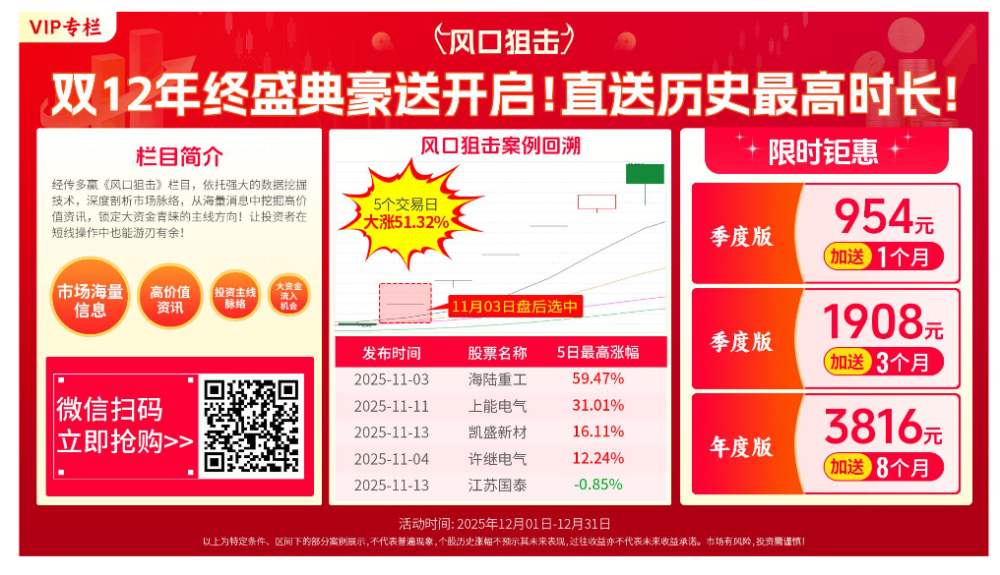 VIP专栏
风口狙击
双12年终盛典豪送开启!直送历史最高时长!
栏目简介
经传多赢《风口狙击》栏目，依托强大的数据挖掘
技术，深度剖析市场脉络，从海量消息中挖掘高价
值资讯，锁定大资金青睐的主线方向！让投资者在
短线操作中也能游刃有余！
市场海量
信息
高价值
资讯
投资主线
脉络
大资金
流入
机会
微信扫码
立即抢购>>
风口狙击案例回溯
5个交易日
大涨51.32%
11月03日盘后选中
发布时间 股票名称 5日最高涨幅
2025-11-03 海陆重工 59.47%
2025-11-11 上能电气 31.01%
2025-11-13 凯盛新材 16.11%
2025-11-04 许继电气 12.24%
2025-11-13 江苏国泰 -0.85%
限时钜惠
季度版
954元
加送 1个月
季度版
1908元
加送 3个月
年度版
3816元
加送 8个月
活动时间: 2025年12月01日-12月31日
以上为特定条件、区间下的部分案例展示,不代表普遍现象,个股历史涨幅不预示其未来表现,过往收益亦不代表未来收益承诺。市场有风险,投资需谨慎!